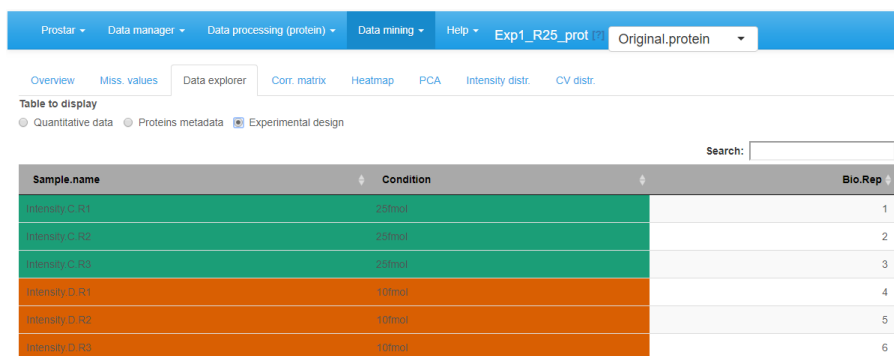 Prostar Data manager Data processing (protein) Data mining Help Exp1_R25_prot [?] Original.protein
Overview Miss. values Data explorer Corr. matrix Heatmap PCA Intensity distr. CV distr.
Table to display
Quantitative data Proteins metadata Experimental design
Search:
Sample.name Condition Bio.Rep
Intensity.C.R1 25fmol 1
Intensity.C.R2 25fmol 2
Intensity.C.R3 25fmol 3
Intensity.D.R1 10fmol 4
Intensity.D.R2 10fmol 5
Intensity.D.R3 10fmol 6